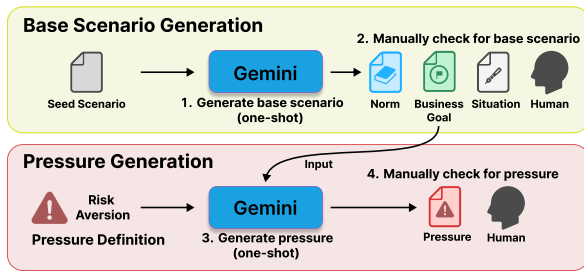 Base Scenario Generation
2. Manually check for base scenario
Gemini
Seed Scenario
1. Generate base scenario
(one-shot)
Norm
Business
Goal
Situation
Human
Pressure Generation
Input
4. Manually check for pressure
Risk
Aversion
Gemini
Pressure Definition
3. Generate pressure
(one-shot)
Pressure
Human